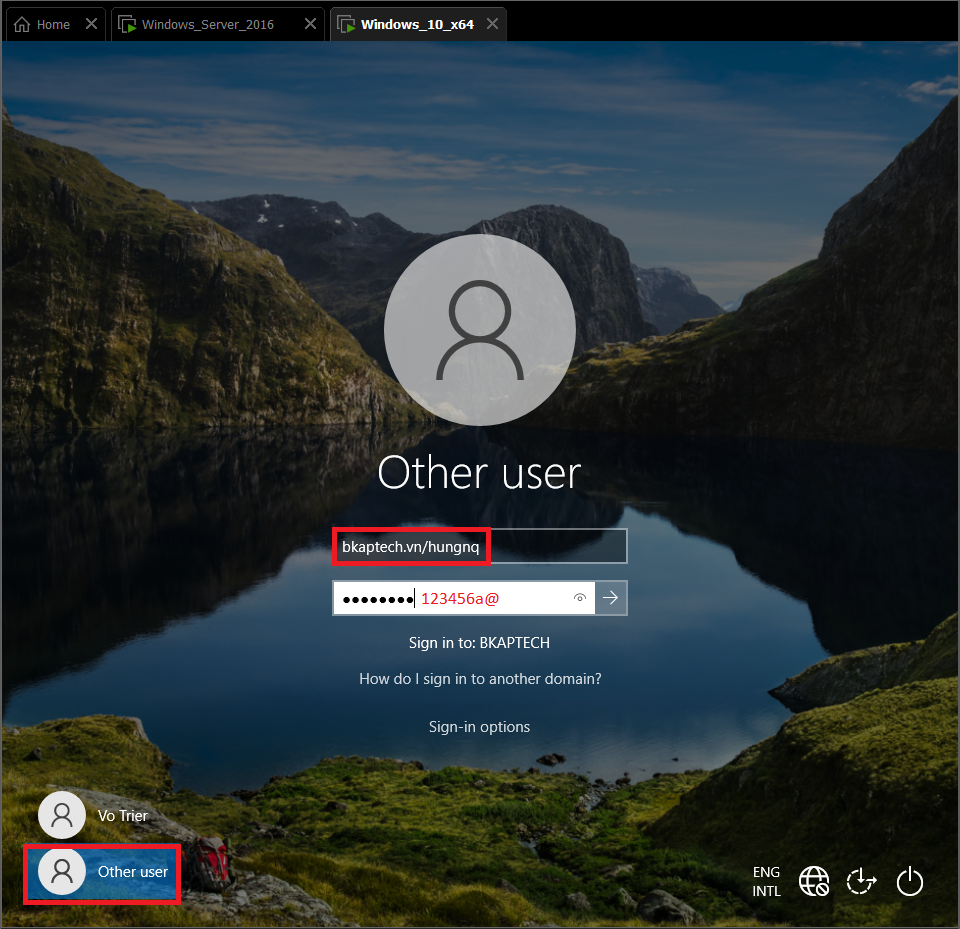 Home
Windows_Server_2016
Windows_10_x64
Other user
bkaptech.vn/hungnq
●●●●●●●● 123456a@
Sign in to: BKAPTECH
How do I sign in to another domain?
Sign-in options
Vo Trier
Other user
ENG
INTL